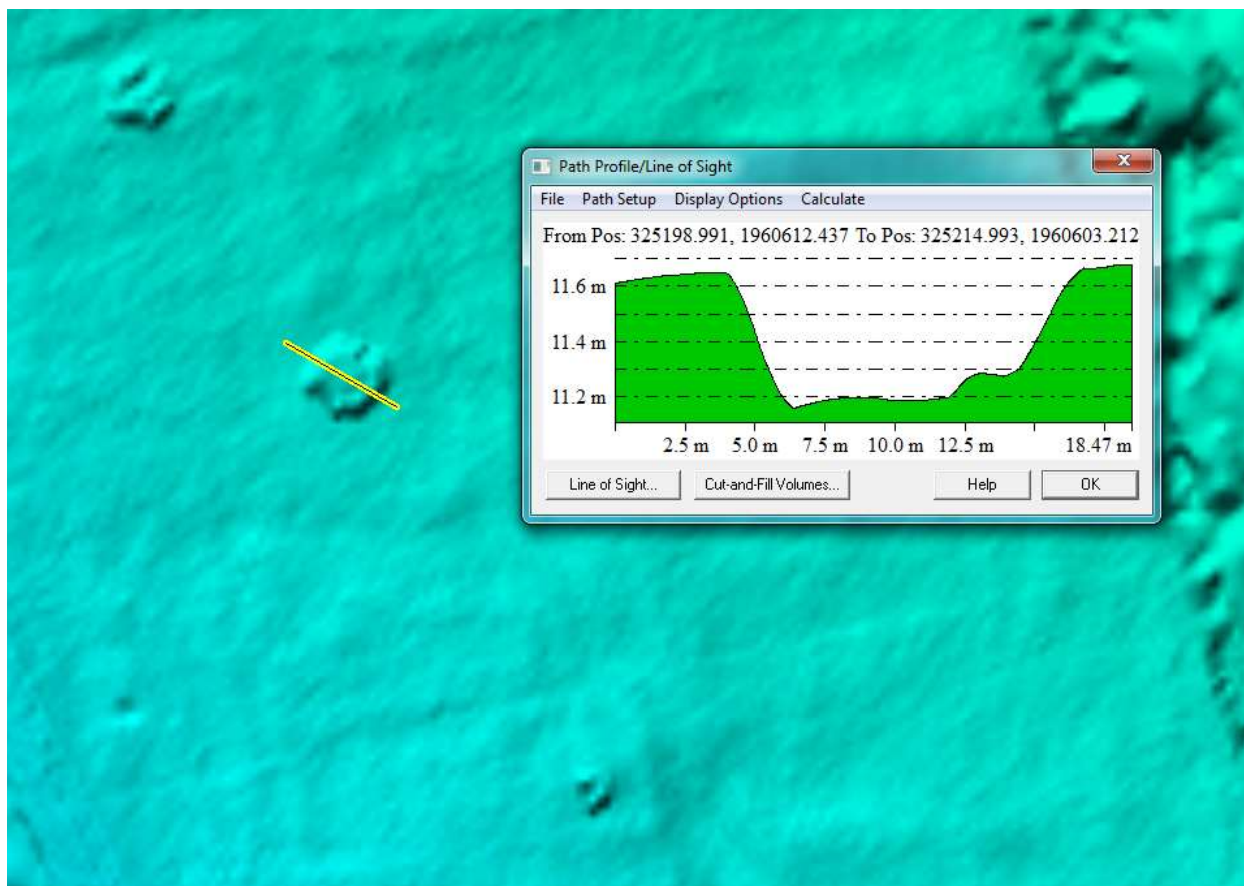 Path Profile/Line of Sight
File Path Setup Display Options Calculate
From Pos: 325198.991, 1960612.437 To Pos: 325214.993, 1960603.212
11.6 m
11.4 m
11.2 m
2.5 m 5.0 m 7.5 m 10.0 m 12.5 m 18.47 m
Line of Sight... Cut-and-Fill Volumes... Help OK